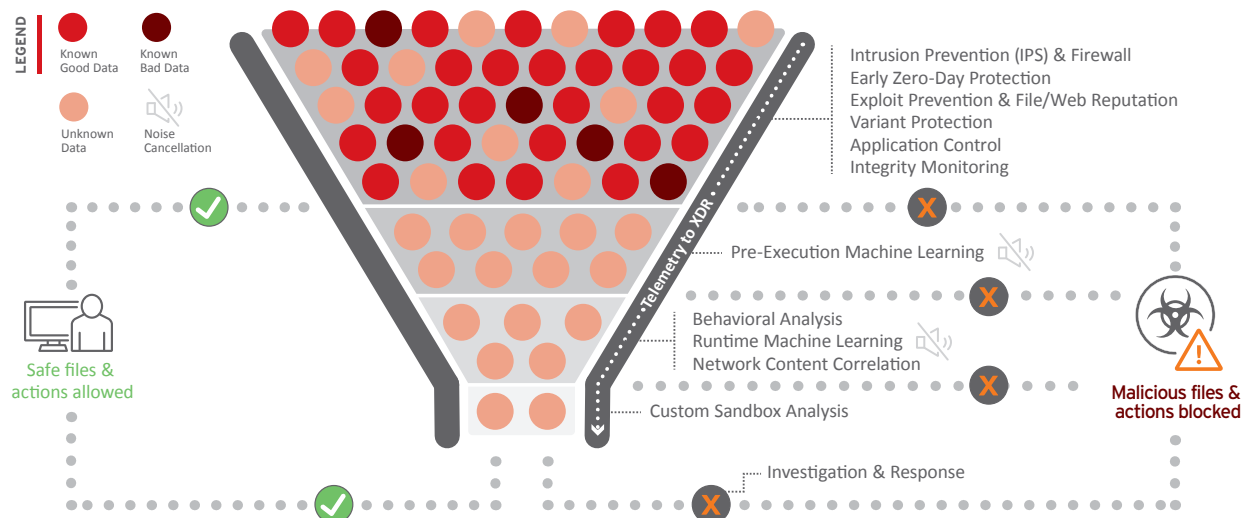 LEGEND
Known
Good Data
Known
Bad Data
Unknown
Data
Noise
Cancellation
Intrusion Prevention (IPS) & Firewall
Early Zero-Day Protection
Exploit Prevention & File/Web Reputation
Variant Protection
Application Control
Integrity Monitoring
X
Telemetry to XDR
Pre-Execution Machine Learning
X
Behavioral Analysis
Runtime Machine Learning
Network Content Correlation
X
Safe files &
actions allowed
!
Malicious files &
actions blocked
Custom Sandbox Analysis
Investigation & Response
X